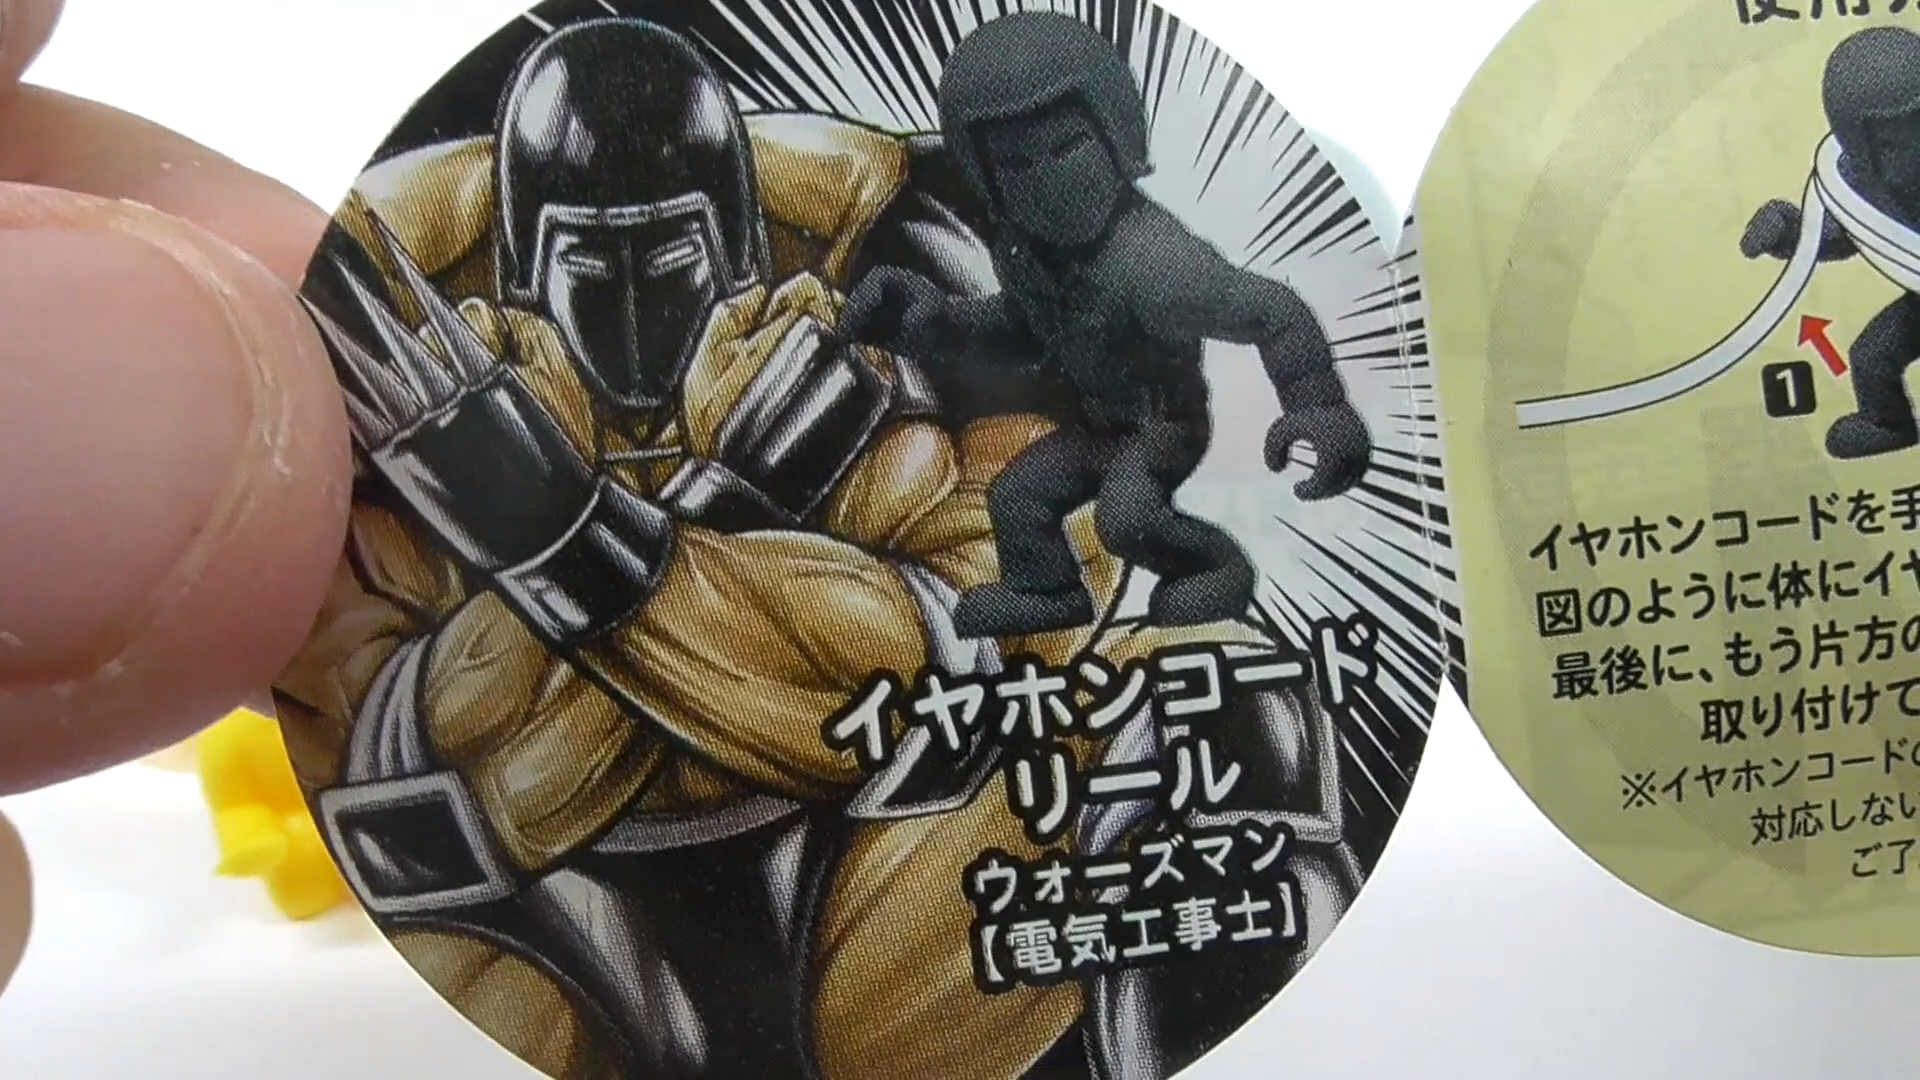 イヤホンコード
リール
ウォーズマン
【電気工事士】
使用
1
イヤホンコードを手
図のように体にイヤ
最後に、もう片方の
取り付けて
※イヤホンコードの
対応しない
ご了